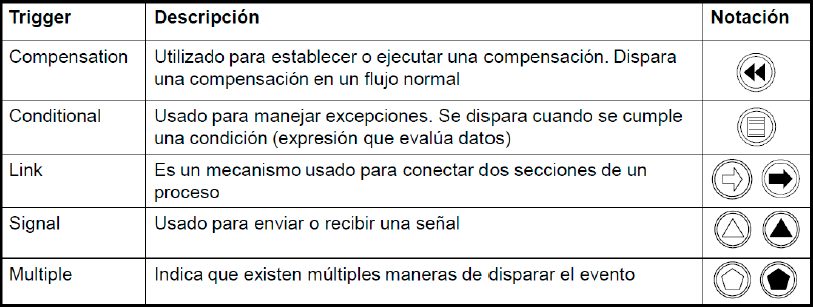 Trigger Descripción Notación
Compensation Utilizado para establecer o ejecutar una compensación. Dispara
una compensación en un flujo normal
Conditional Usado para manejar excepciones. Se dispara cuando se cumple
una condición (expresión que evalúa datos)
Link Es un mecanismo usado para conectar dos secciones de un
proceso
Signal Usado para enviar o recibir una señal
Multiple Indica que existen múltiples maneras de disparar el evento